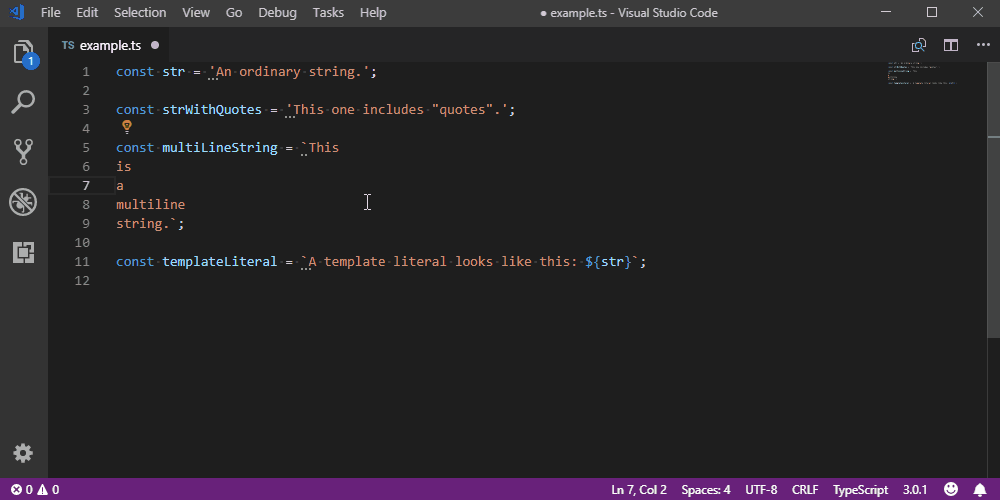 File Edit Selection View Go Debug Tasks Help ● example.ts - Visual Studio Code
TS example.ts ●
1
1 const str = 'An ordinary string.';
2
3 const strWithQuotes = 'This one includes "quotes".';
4
5 const multiLineString = `This
6 is
7 a
8 multiline
9 string.`;
10
11 const templateLiteral = `A template literal looks like this: ${str}`;
12
0 0 Ln 7, Col 2 Spaces: 4 UTF-8 CRLF TypeScript 3.0.1